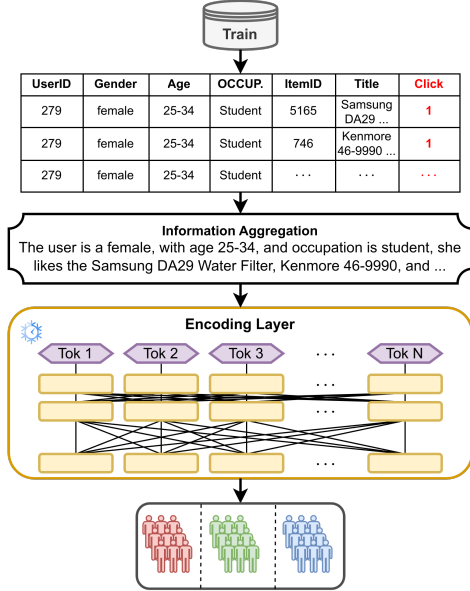 Train
UserID Gender Age OCCUP. ItemID Title Click
279 female 25-34 Student 5165 Samsung DA29 ... 1
279 female 25-34 Student 746 Kenmore 46-9990 ... 1
279 female 25-34 Student ... ... ...
Information Aggregation
The user is a female, with age 25-34, and occupation is student, she
likes the Samsung DA29 Water Filter, Kenmore 46-9990, and ...
Encoding Layer
Tok 1 Tok 2 Tok 3 ... Tok N
...
...
...